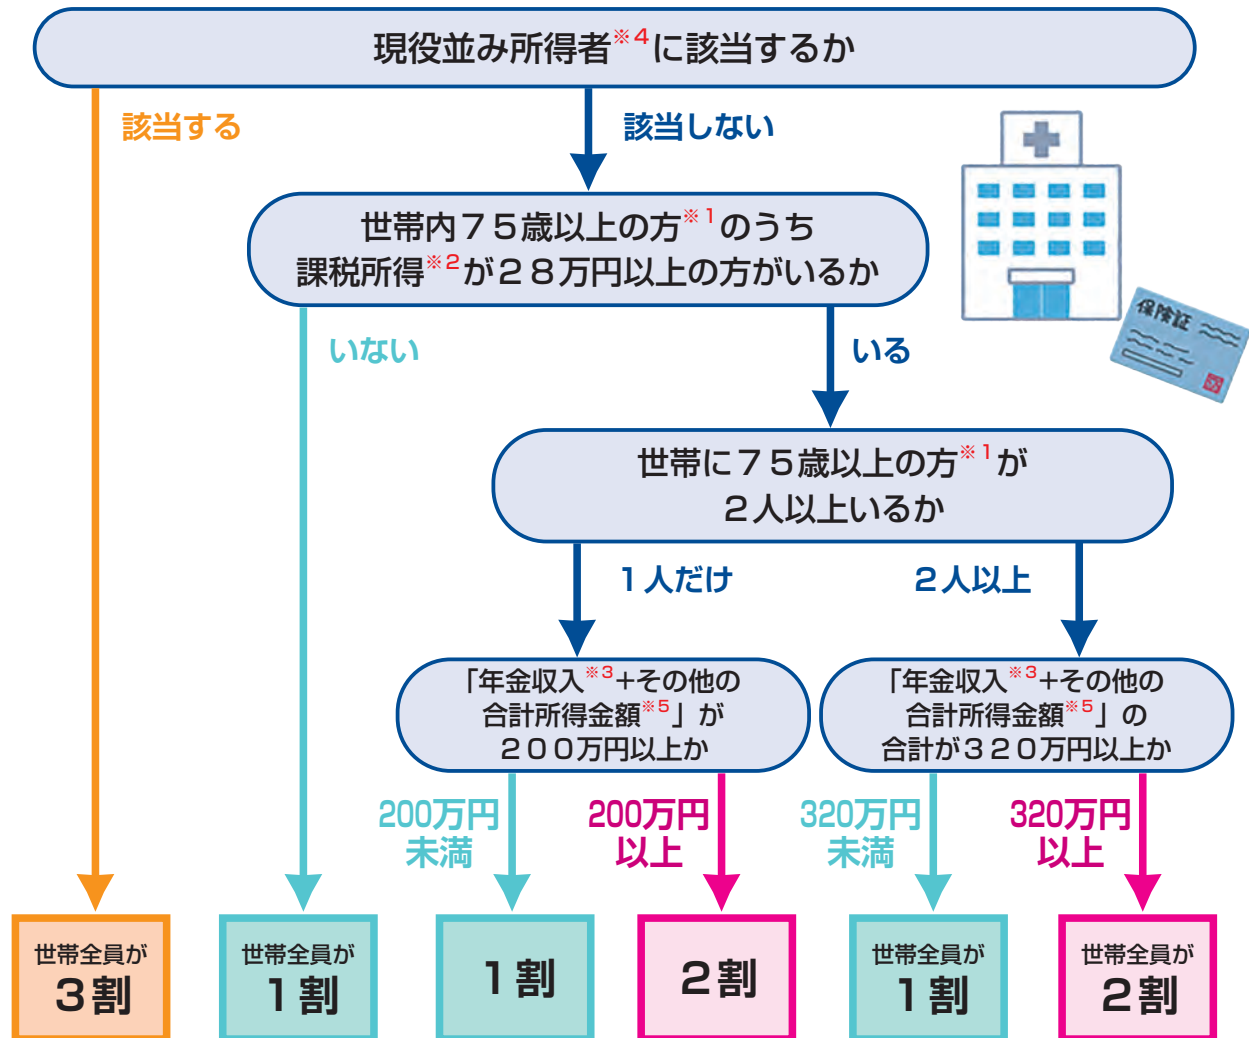 現役並み所得者※4に該当するか
該当する
該当しない
世帯内75歳以上の方※1のうち
課税所得※2が28万円以上の方がいるか
保険証
いない
いる
世帯に75歳以上の方※1が
2人以上いるか
1人だけ
2人以上
「年金収入※3+その他の
合計所得金額※5」が
200万円以上か
「年金収入※3+その他の
合計所得金額※5」の
合計が320万円以上か
200万円
未満
200万円
以上
320万円
未満
320万円
以上
世帯全員が
3割
世帯全員が
1割
1割
2割
世帯全員が
1割
世帯全員が
2割